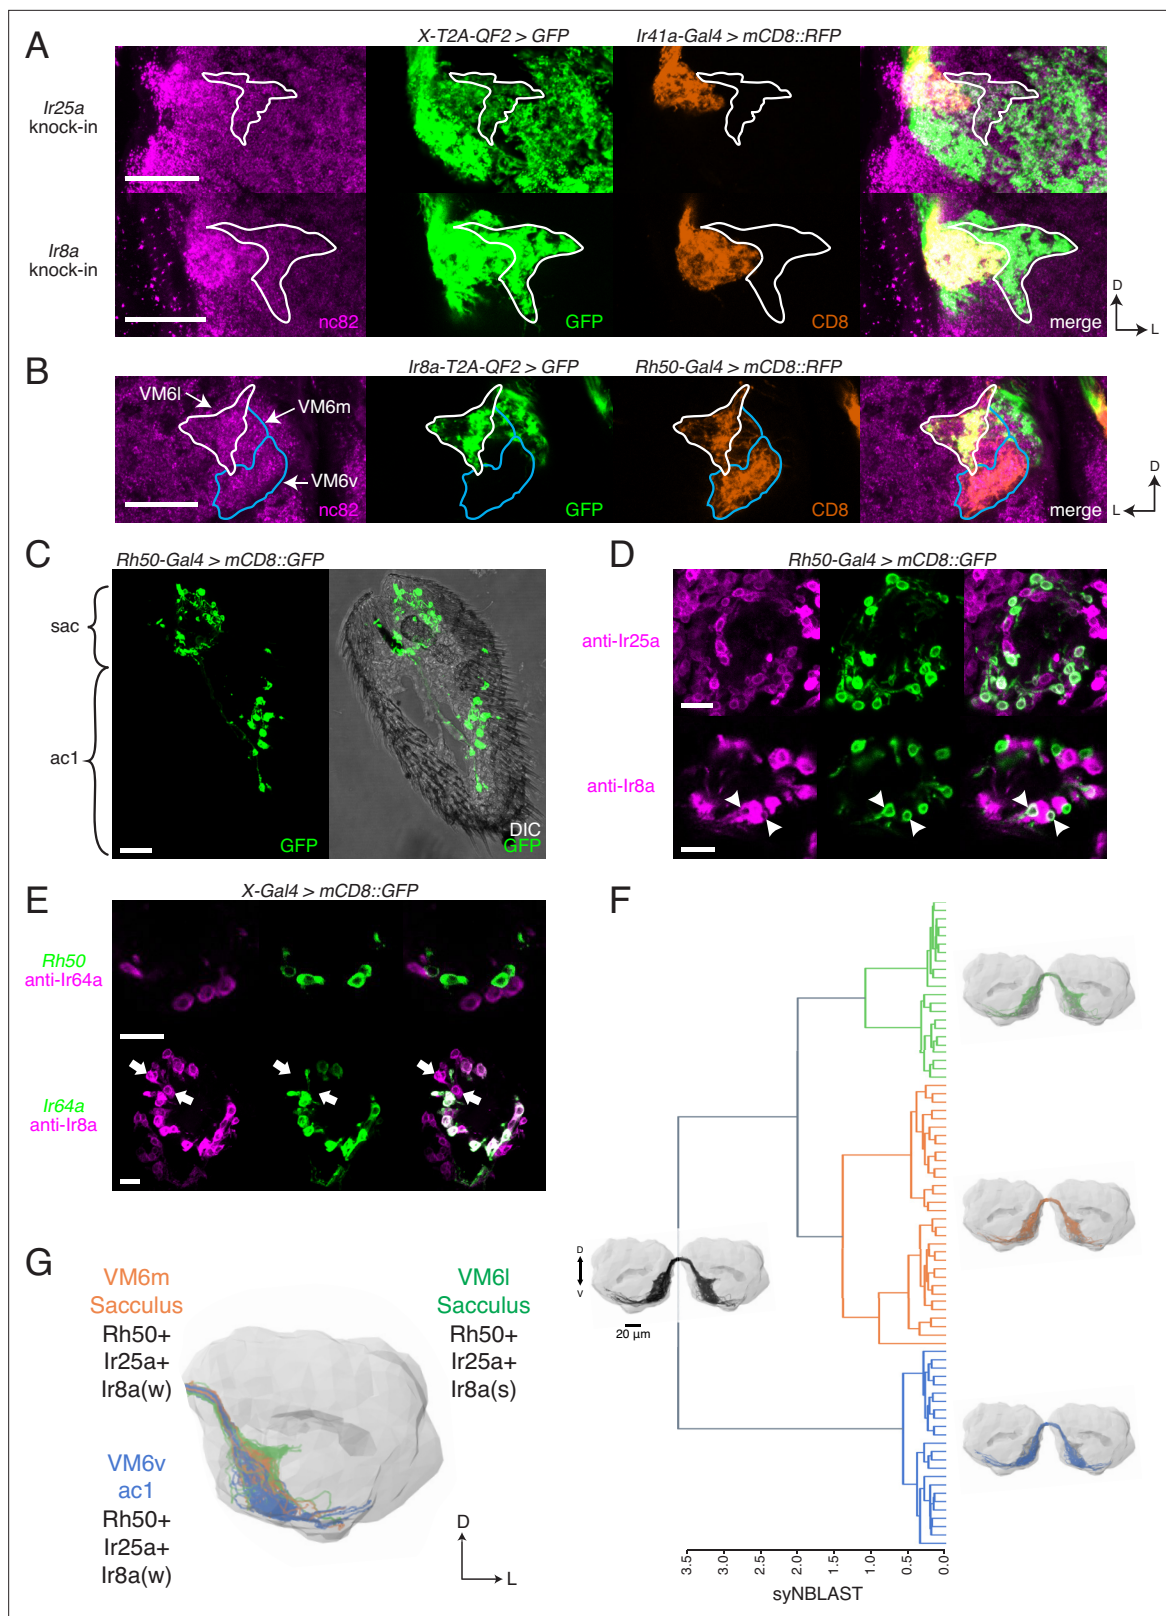 A
X-T2A-QF2 > GFP
Ir41a-Gal4 > mCD8::RFP
Ir25a
knock-in
Ir8a
knock-in
nc82
GFP
CD8
merge
D
L
B
Ir8a-T2A-QF2 > GFP
Rh50-Gal4 > mCD8::RFP
VM6l
VM6m
VM6v
nc82
GFP
CD8
merge
D
L
C
Rh50-Gal4 > mCD8::GFP
sac
ac1
GFP
DIC
GFP
D
Rh50-Gal4 > mCD8::GFP
anti-Ir25a
anti-Ir8a
E
X-Gal4 > mCD8::GFP
Rh50
anti-Ir64a
Ir64a
anti-Ir8a
F
D
V
20 µm
3.5
3.0
2.5
2.0
1.5
1.0
0.5
0.0
syNBLAST
G
VM6m
Sacculus
Rh50+
Ir25a+
Ir8a(w)
VM6l
Sacculus
Rh50+
Ir25a+
Ir8a(s)
VM6v
ac1
Rh50+
Ir25a+
Ir8a(w)
D
L